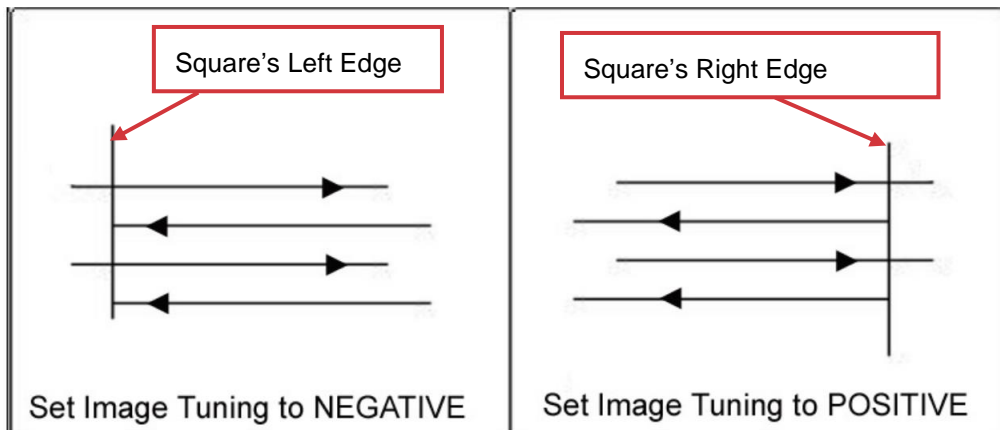 Square’s Left Edge
Set Image Tuning to NEGATIVE
Square’s Right Edge
Set Image Tuning to POSITIVE